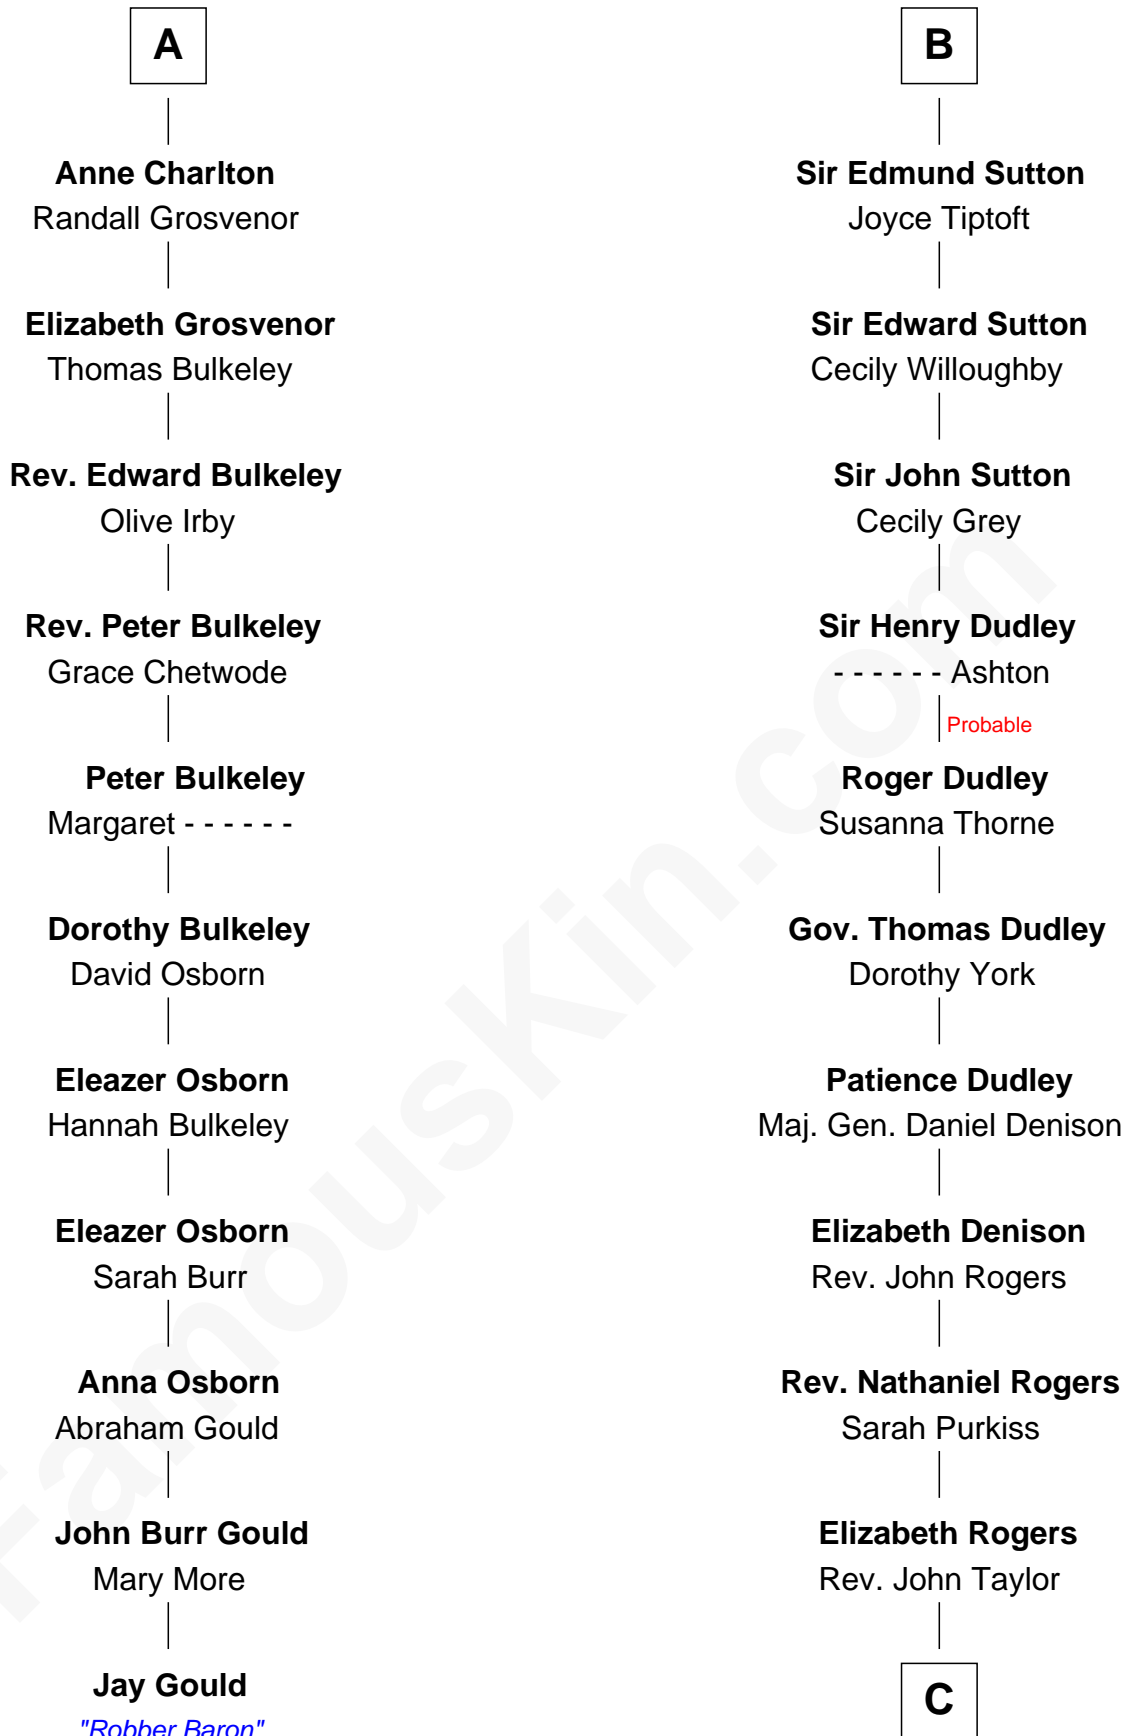 A
Anne Charlton
Randall Grosvenor
Elizabeth Grosvenor
Thomas Bulkeley
Rev. Edward Bulkeley
Olive Irby
Rev. Peter Bulkeley
Grace Chetwode
Peter Bulkeley
Margaret - - - - - -
Dorothy Bulkeley
David Osborn
Eleazer Osborn
Hannah Bulkeley
Eleazer Osborn
Sarah Burr
Anna Osborn
Abraham Gould
John Burr Gould
Mary More
Jay Gould
"Robber Baron"
B
Sir Edmund Sutton
Joyce Tiptoft
Sir Edward Sutton
Cecily Willoughby
Sir John Sutton
Cecily Grey
Sir Henry Dudley
- - - - - - Ashton
Probable
Roger Dudley
Susanna Thorne
Gov. Thomas Dudley
Dorothy York
Patience Dudley
Maj. Gen. Daniel Denison
Elizabeth Denison
Rev. John Rogers
Rev. Nathaniel Rogers
Sarah Purkiss
Elizabeth Rogers
Rev. John Taylor
C
FamousKin.com